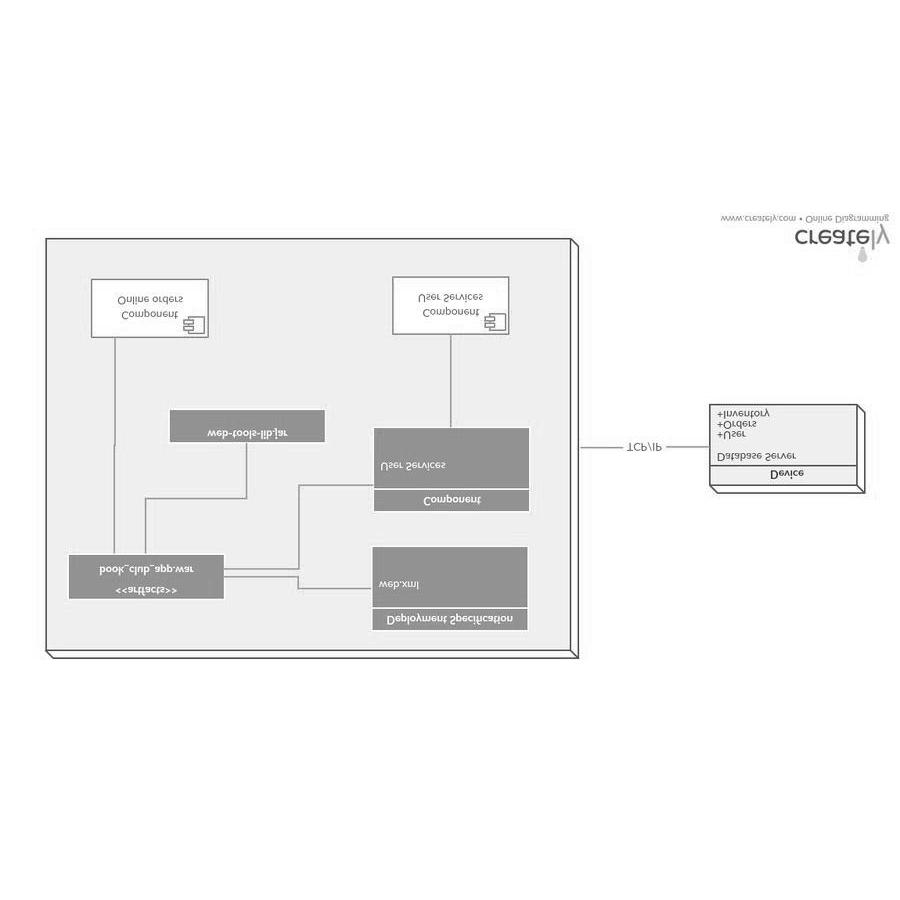 <<artfacts>>
book_club_app.war
Deployment Specification
web.xml
Component
User Services
web-tools-lib.jar
Component
Online orders
Component
User Services
TCP/IP
Device
Database Server
+User
+Orders
+Inventory
creately
www.creately.com • Online Diagramming